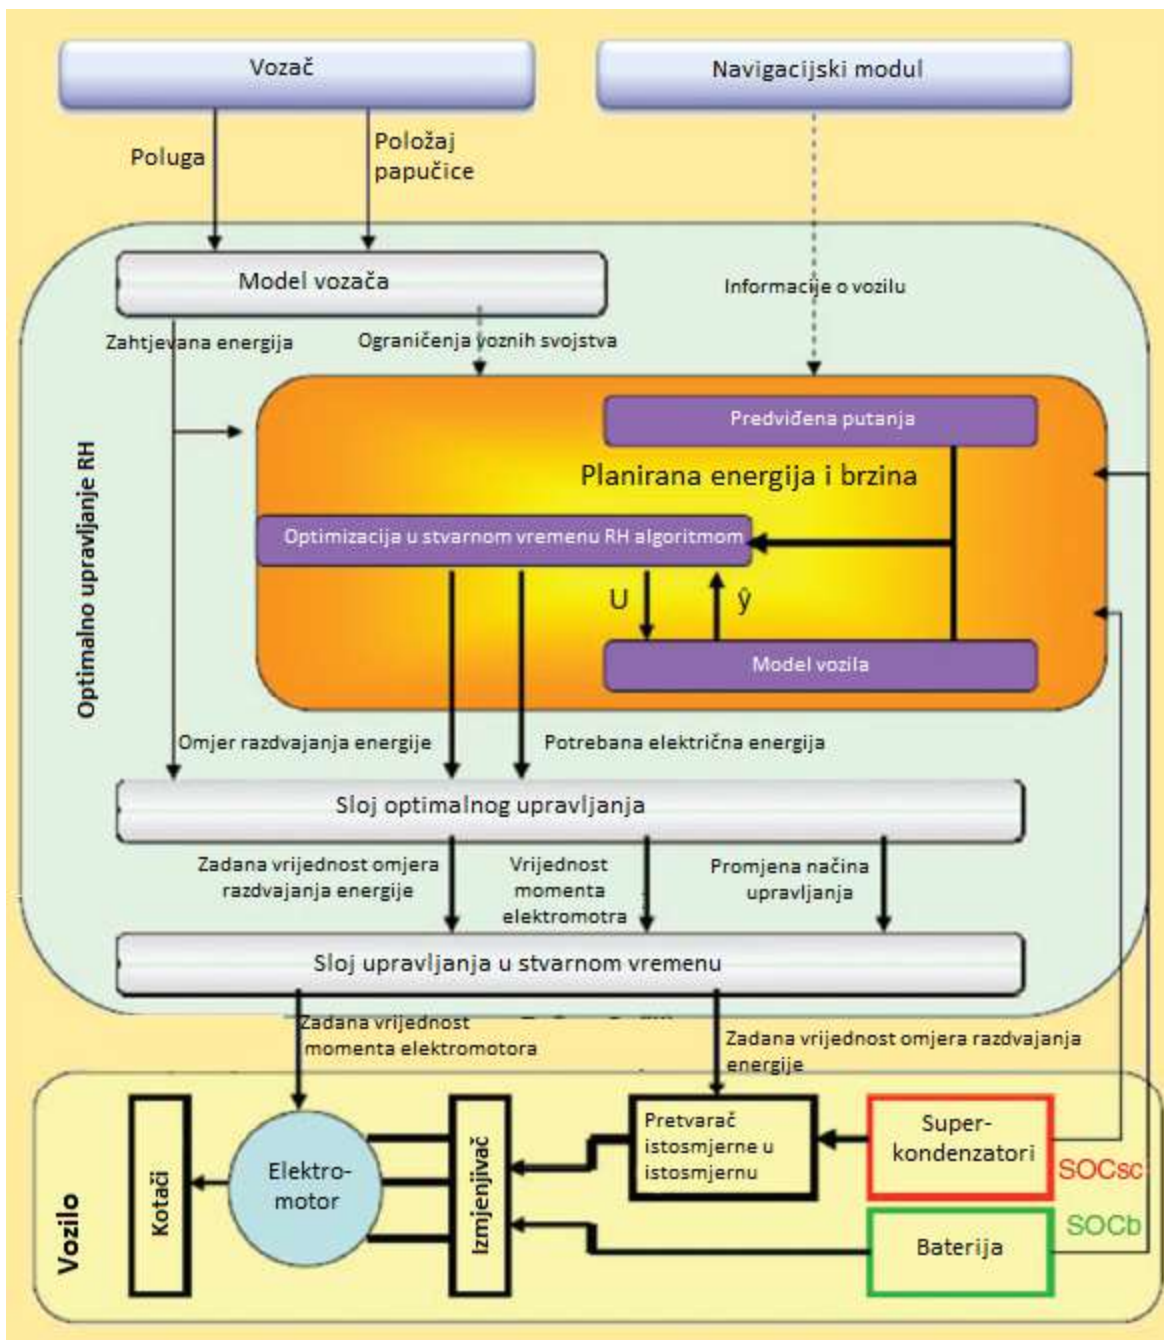 Vozač
Navigacijski modul
Poluga
Položaj
papučice
Model vozača
Informacije o vozilu
Zahtjevana energija
Ograničenja voznih svojstva
Optimalno upravljanje RH
Predviđena putanja
Planirana energija i brzina
Optimizacija u stvarnom vremenu RH algoritmom
U
ŷ
Model vozila
Omjer razdvajanja energije
Potrebana električna energija
Sloj optimalnog upravljanja
Zadana vrijednost omjera
razdvajanja energije
Vrijednost
momenta
elektromotra
Promjena načina
upravljanja
Sloj upravljanja u stvarnom vremenu
Zadana vrijednost
momenta elektromotora
Zadana vrijednost omjera razdvajanja
energije
Vozilo
Kotači
Elektro-
motor
Izmjenjivač
Pretvarač
istosmjerne u
istosmjernu
Super-
kondenzatori
SOCsc
SOCb
Baterija